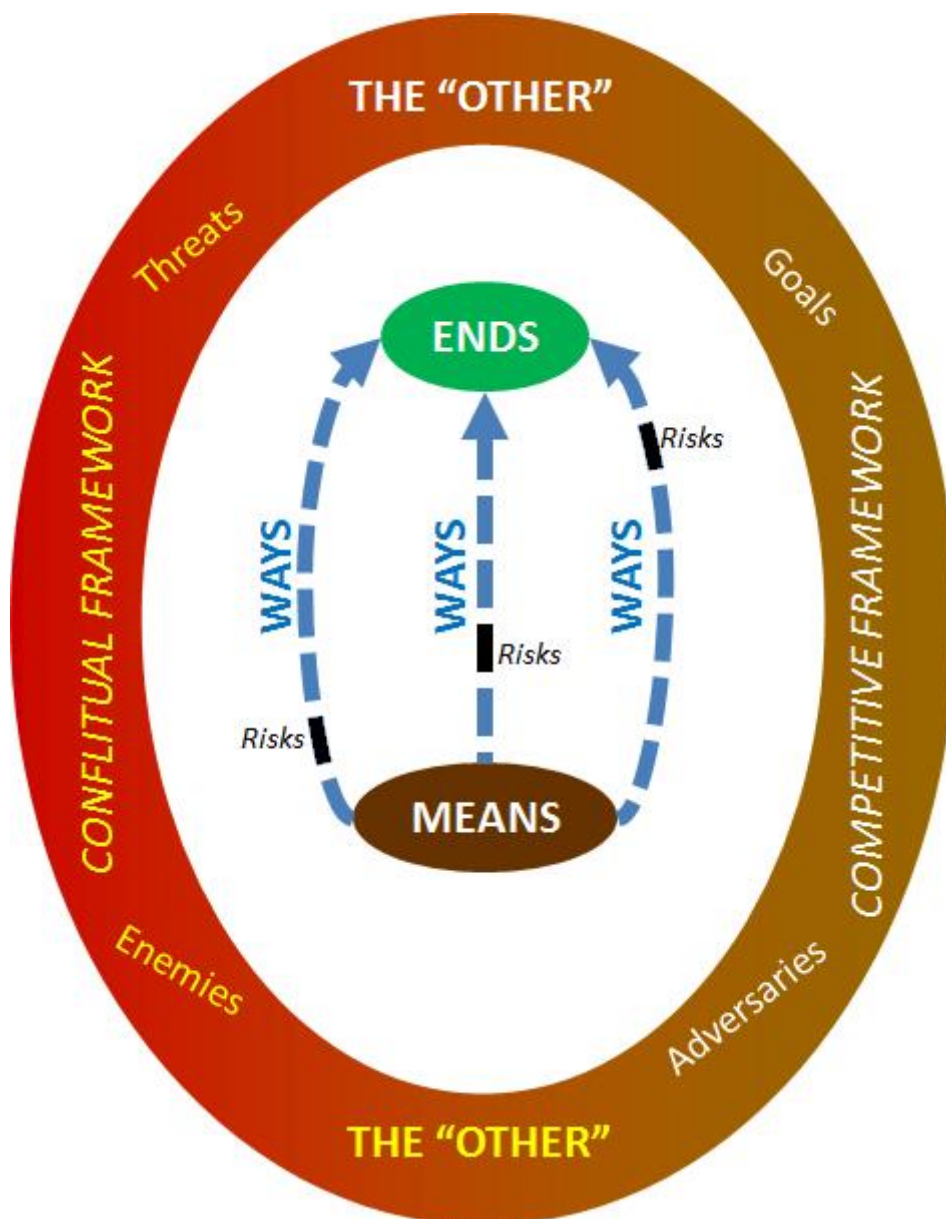 THE “OTHER”
Threats
Goals
CONFLITUAL FRAMEWORK
COMPETITIVE FRAMEWORK
ENDS
Risks
WAYS
WAYS
WAYS
Risks
Risks
MEANS
Enemies
Adversaries
THE “OTHER”